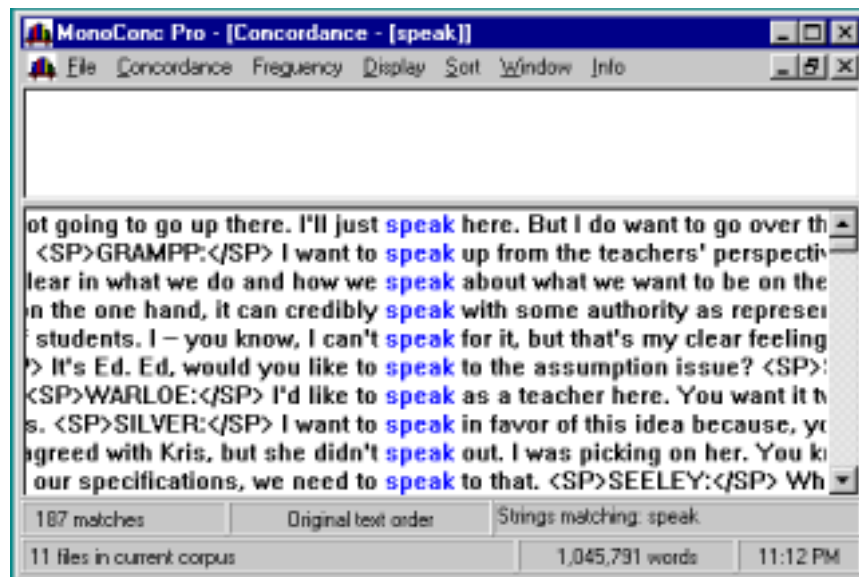 MonoConc Pro - [Concordance - [speak]]
File Concordance Frequency Display Sort Window Info
ot going to go up there. I'll just speak here. But I do want to go over th
<SP>GRAMPP:</SP> I want to speak up from the teachers' perspectiv
lear in what we do and how we speak about what we want to be on the
n the one hand, it can credibly speak with some authority as represe
students. I – you know, I can't speak for it, but that's my clear feeling
> It's Ed. Ed, would you like to speak to the assumption issue? <SP>
<SP>WARLOE:</SP> I'd like to speak as a teacher here. You want it tw
s. <SP>SILVER:</SP> I want to speak in favor of this idea because, yo
agreed with Kris, but she didn't speak out. I was picking on her. You k
our specifications, we need to speak to that. <SP>SEELEY:</SP> Wh
187 matches Original text order Strings matching: speak
11 files in current corpus 1,045,791 words 11:12 PM